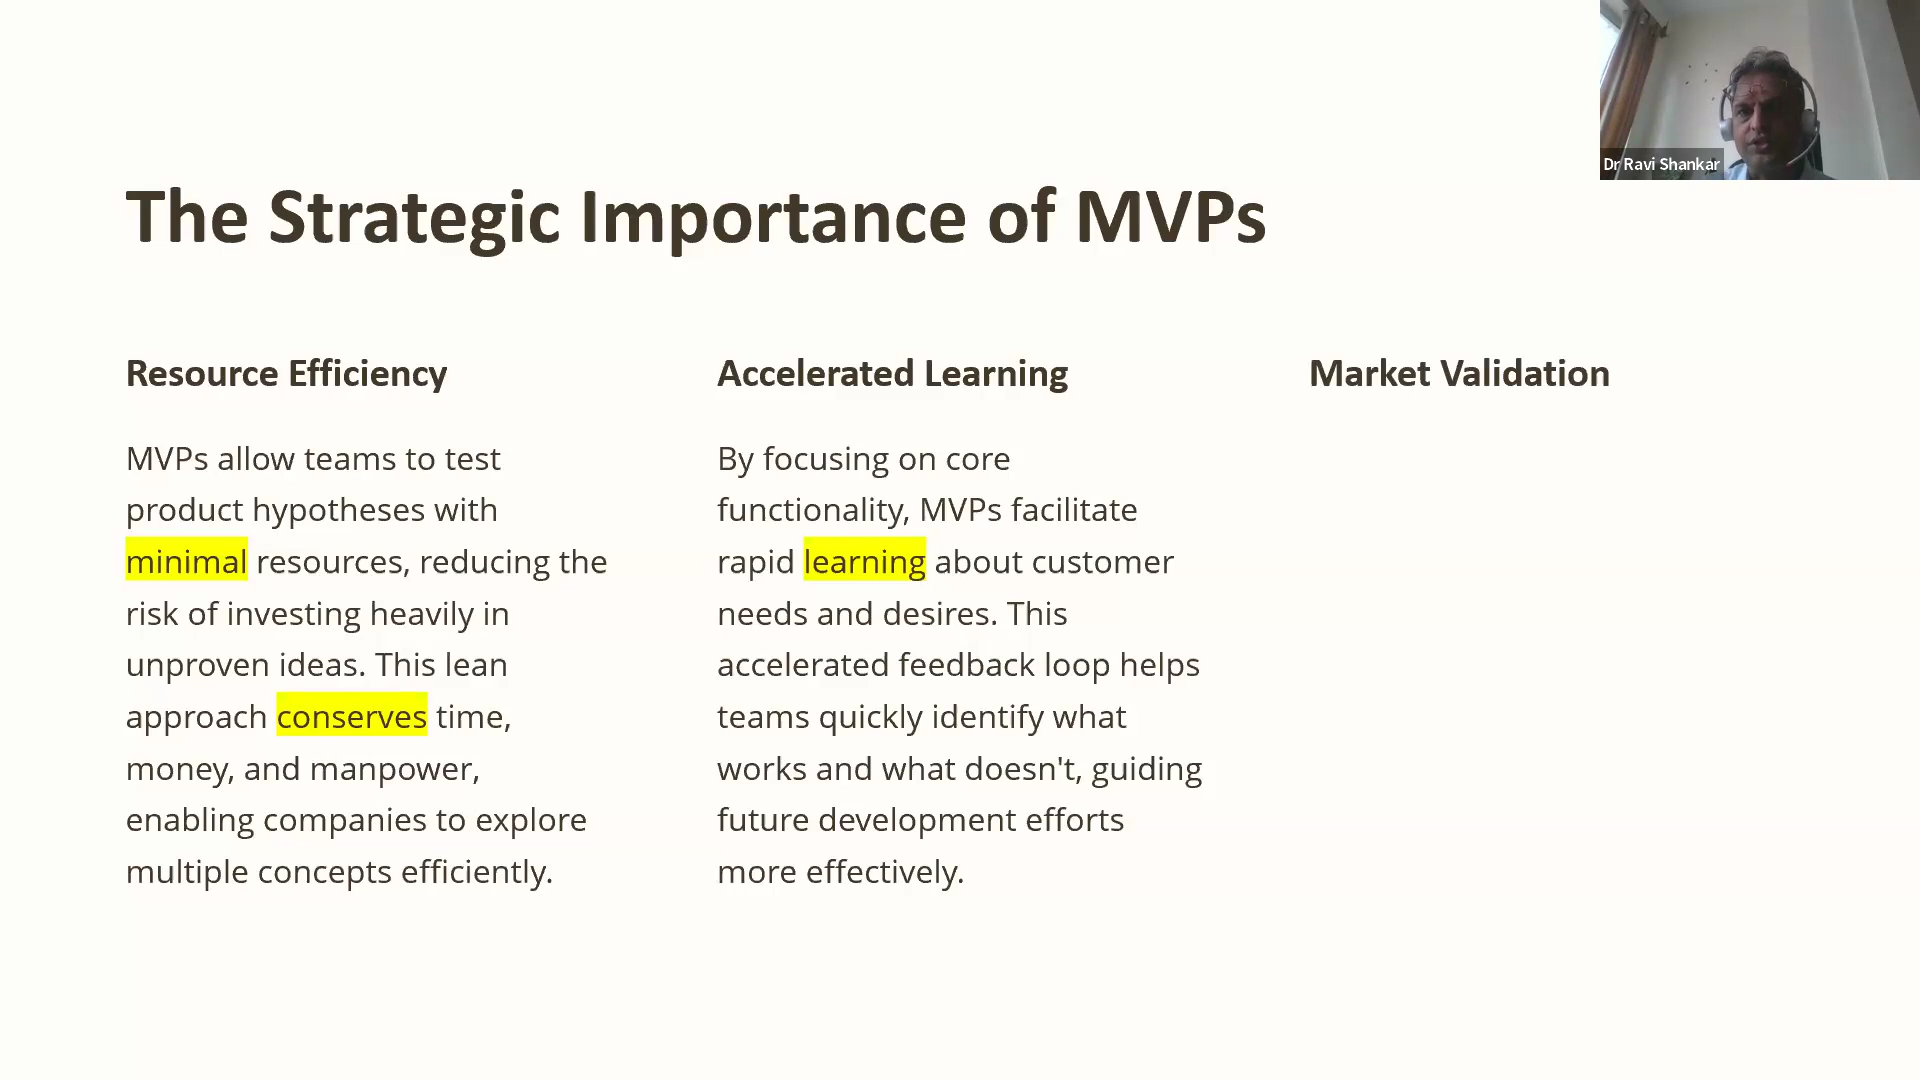 Dr Ravi Shankar
The Strategic Importance of MVPs
Resource Efficiency
MVPs allow teams to test
product hypotheses with
minimal resources, reducing the
risk of investing heavily in
unproven ideas. This lean
approach conserves time,
money, and manpower,
enabling companies to explore
multiple concepts efficiently.
Accelerated Learning
By focusing on core
functionality, MVPs facilitate
rapid learning about customer
needs and desires. This
accelerated feedback loop helps
teams quickly identify what
works and what doesn't, guiding
future development efforts
more effectively.
Market Validation